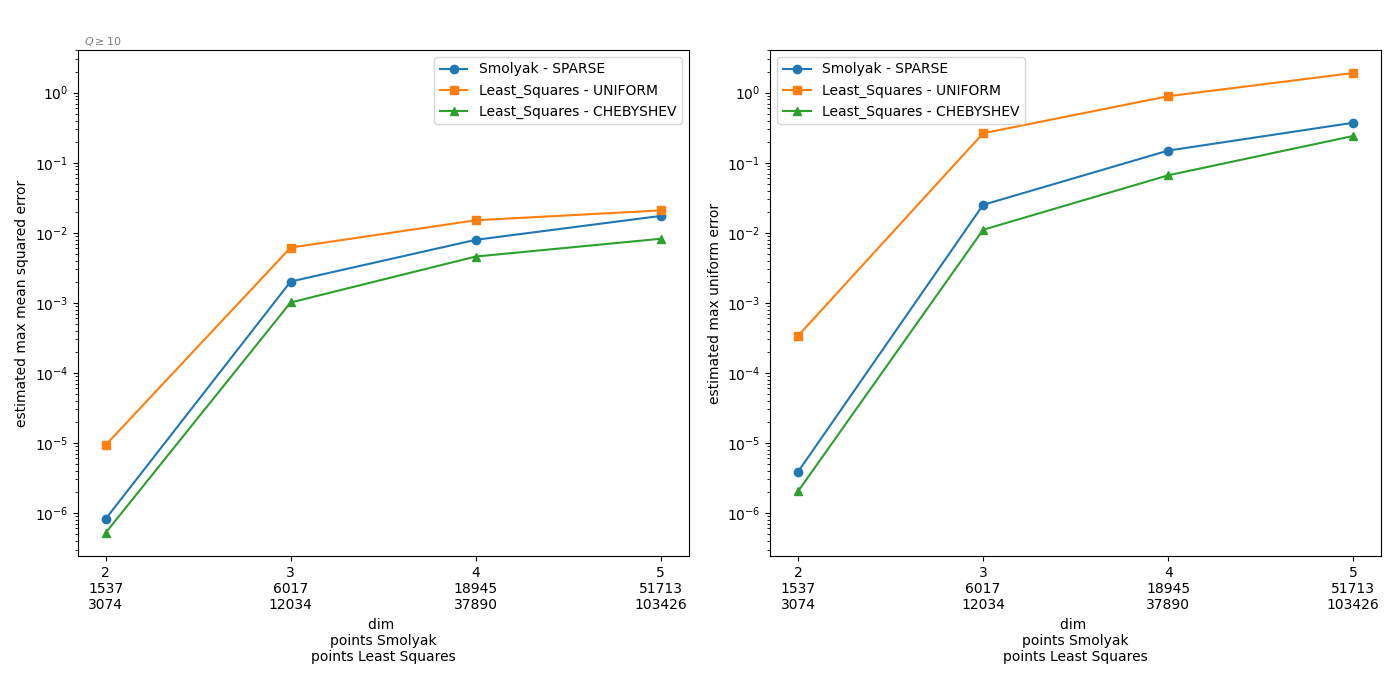 Q ≥ 10
Smolyak - SPARSE
Least_Squares - UNIFORM
Least_Squares - CHEBYSHEV
estimated max mean squared error
10⁰
10⁻¹
10⁻²
10⁻³
10⁻⁴
10⁻⁵
10⁻⁶
2 3 4 5
1537 6017 18945 51713
3074 12034 37890 103426
dim
points Smolyak
points Least Squares
Smolyak - SPARSE
Least_Squares - UNIFORM
Least_Squares - CHEBYSHEV
estimated max uniform error
10⁰
10⁻¹
10⁻²
10⁻³
10⁻⁴
10⁻⁵
10⁻⁶
2 3 4 5
1537 6017 18945 51713
3074 12034 37890 103426
dim
points Smolyak
points Least Squares